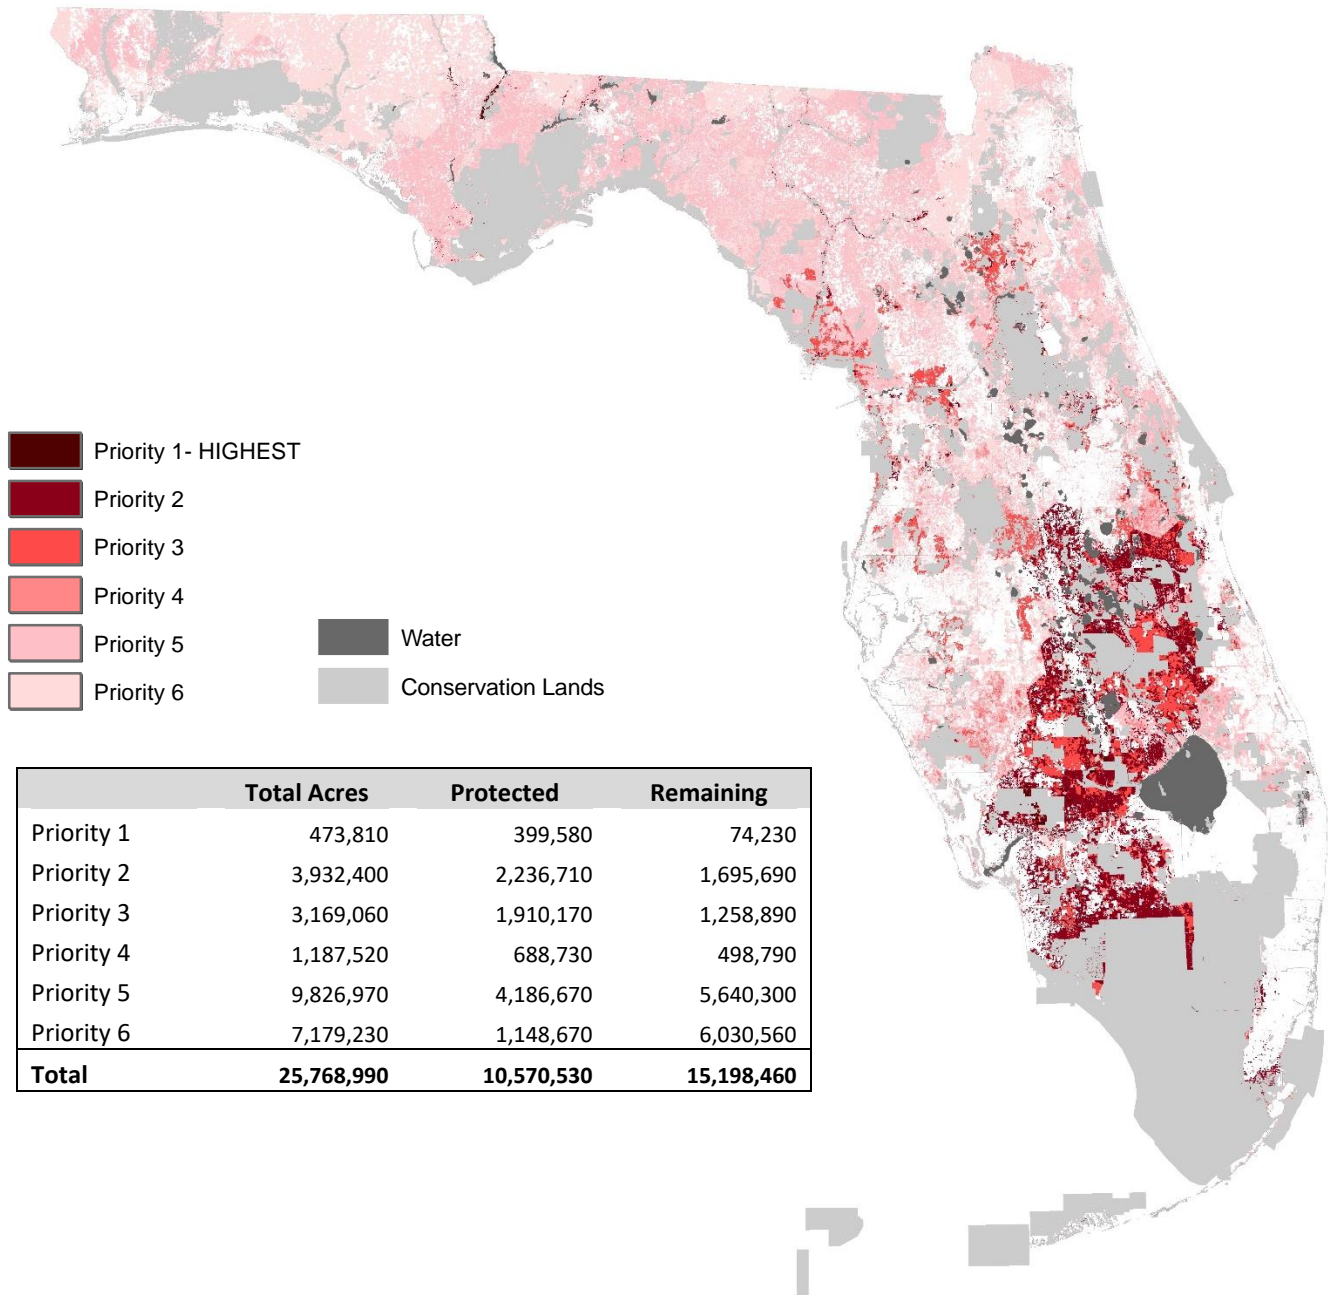 Priority 1- HIGHEST
Priority 2
Priority 3
Priority 4
Priority 5
Priority 6
Water
Conservation Lands
Total Acres Protected Remaining
Priority 1 473,810 399,580 74,230
Priority 2 3,932,400 2,236,710 1,695,690
Priority 3 3,169,060 1,910,170 1,258,890
Priority 4 1,187,520 688,730 498,790
Priority 5 9,826,970 4,186,670 5,640,300
Priority 6 7,179,230 1,148,670 6,030,560
Total 25,768,990 10,570,530 15,198,460